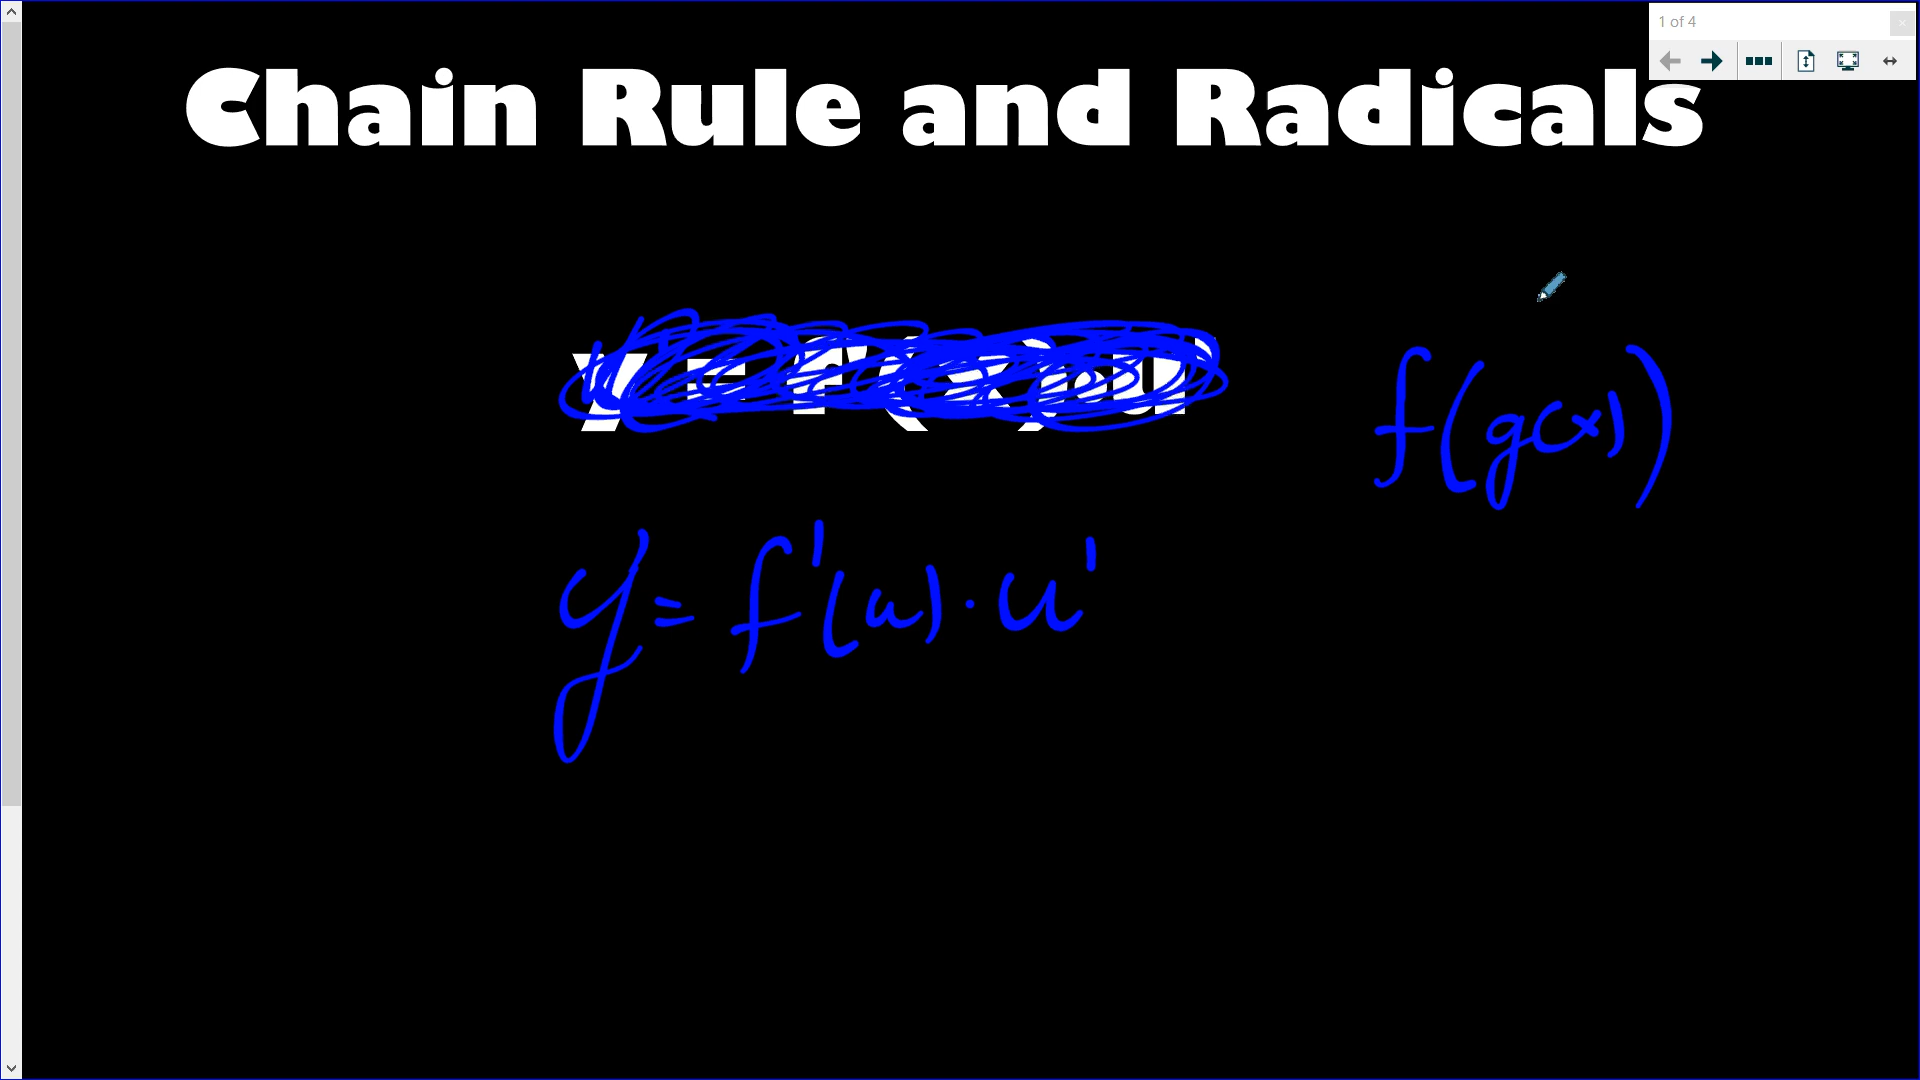 1 of 4
Chain Rule and Radicals
f(g(x))
y = f'(u) · u'